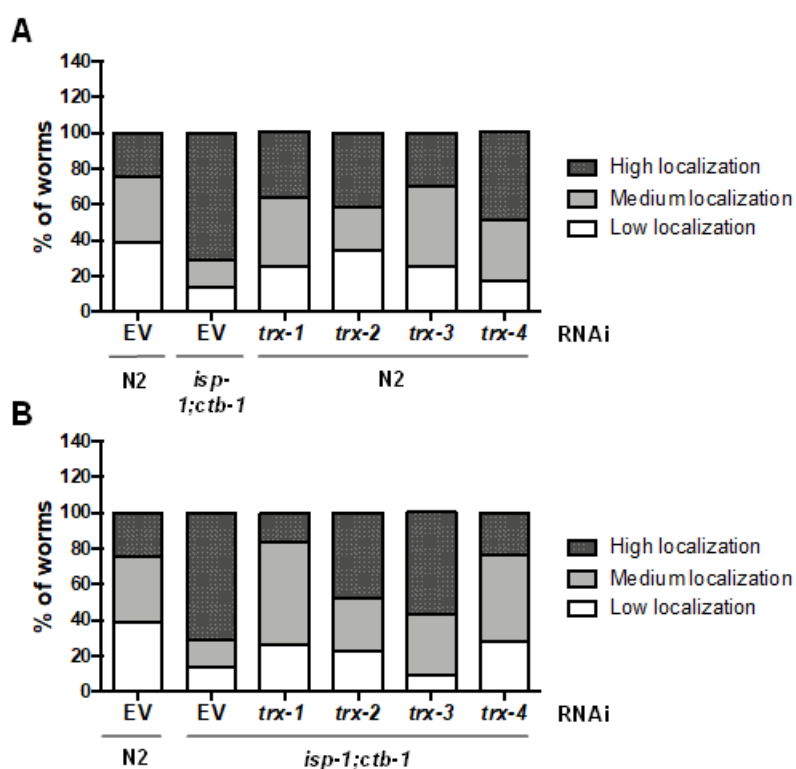 A
140
120
100
80
60
40
20
0
% of worms
High localization
Medium localization
Low localization
EV EV trx-1 trx-2 trx-3 trx-4 RNAi
N2 isp-1;ctb-1 N2
B
140
120
100
80
60
40
20
0
% of worms
High localization
Medium localization
Low localization
EV EV trx-1 trx-2 trx-3 trx-4 RNAi
N2 isp-1;ctb-1